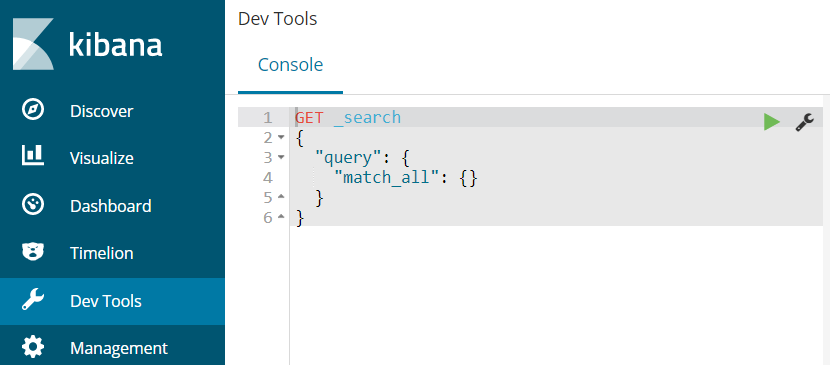 kibana
Discover
Visualize
Dashboard
Timelion
Dev Tools
Management
Dev Tools
Console
1 GET _search
2 {
3   "query": {
4     "match_all": {}
5   }
6 }